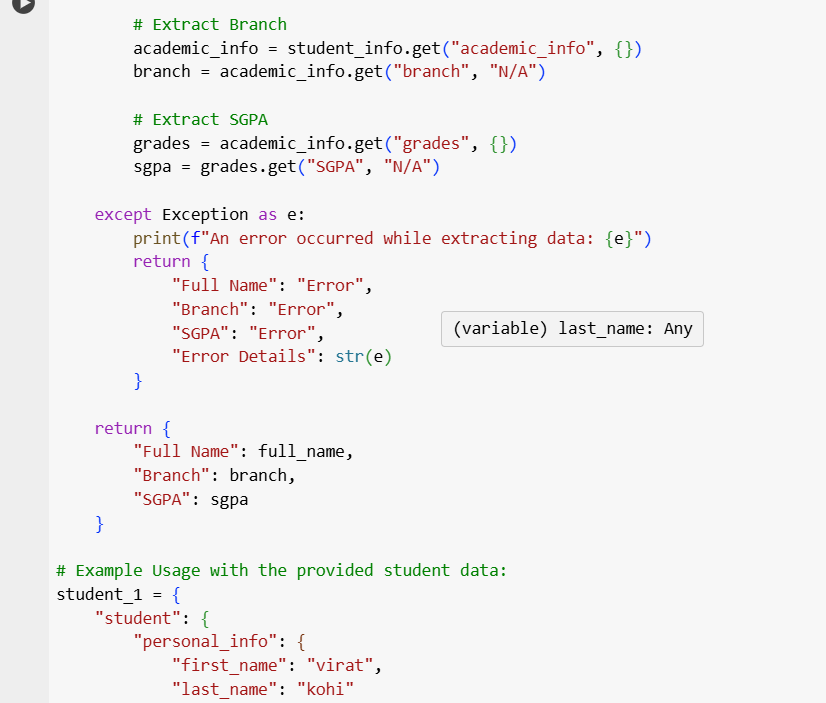 # Extract Branch
academic_info = student_info.get("academic_info", {})
branch = academic_info.get("branch", "N/A")
# Extract SGPA
grades = academic_info.get("grades", {})
sgpa = grades.get("SGPA", "N/A")
except Exception as e:
print(f"An error occurred while extracting data: {e}")
return {
"Full Name": "Error",
"Branch": "Error",
"SGPA": "Error",
(variable) last_name: Any
"Error Details": str(e)
}
return {
"Full Name": full_name,
"Branch": branch,
"SGPA": sgpa
}
# Example Usage with the provided student data:
student_1 = {
"student": {
"personal_info": {
"first_name": "virat",
"last_name": "kohi"